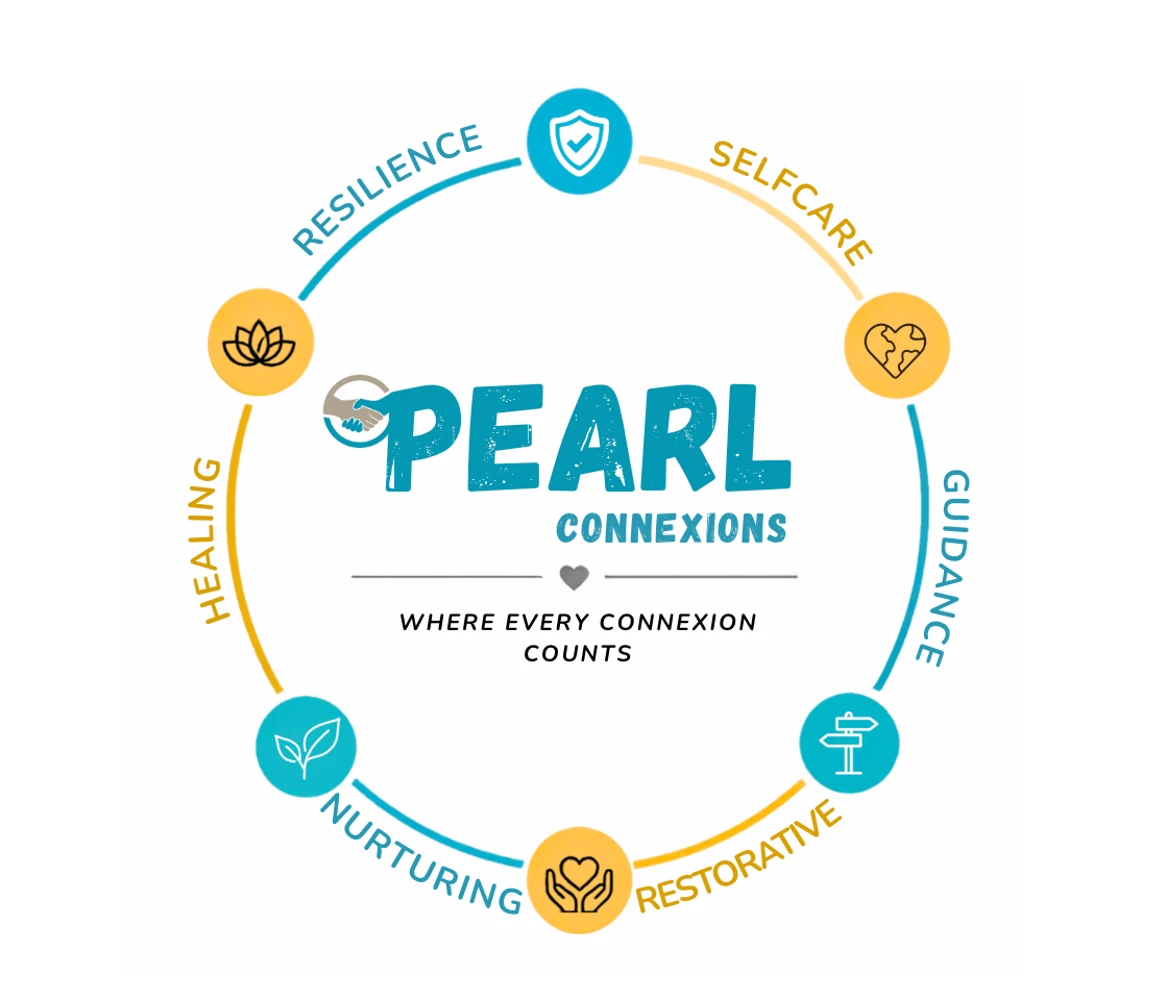 RESILIENCE
SELFCARE
HEALING
PEARL
CONNEXIONS
WHERE EVERY CONNEXION
COUNTS
GUIDANCE
NURTURING
RESTORATIVE